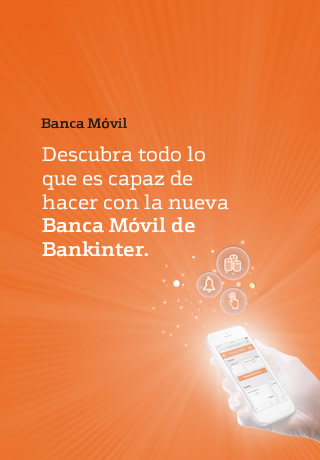 Banca Móvil
Descubra todo lo
que es capaz de
hacer con la nueva
Banca Móvil de
Bankinter.